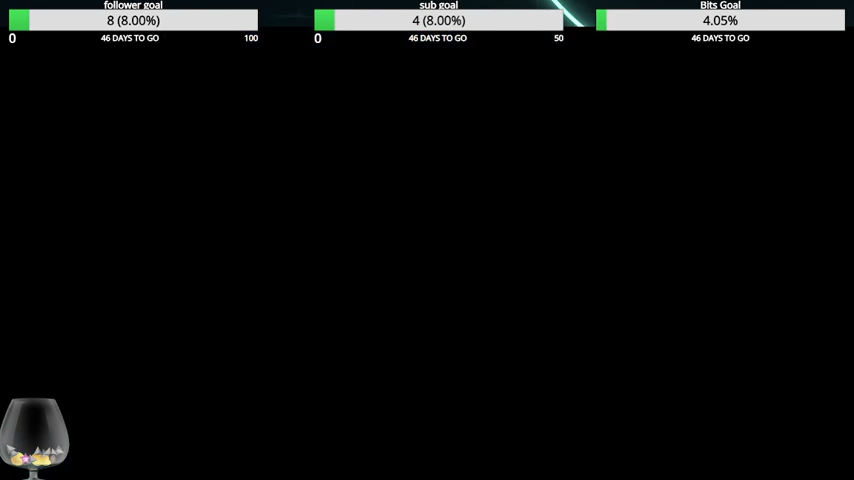 follower goal
8 (8.00%)
0 46 DAYS TO GO 100
sub goal
4 (8.00%)
0 46 DAYS TO GO 50
Bits Goal
4.05%
46 DAYS TO GO